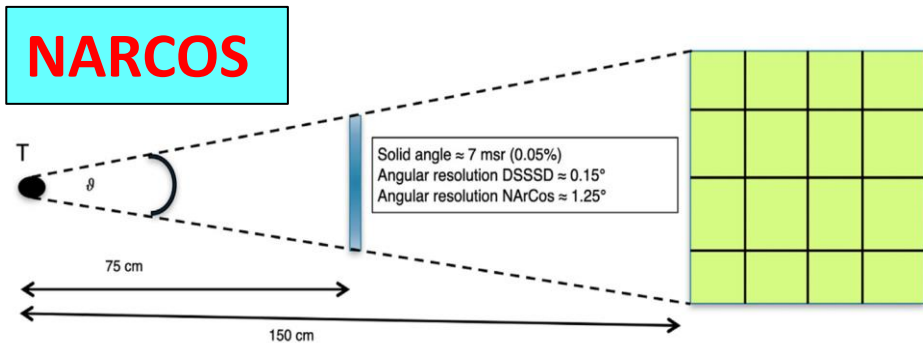 NARCOS
T
ϑ
Solid angle ≈ 7 msr (0.05%)
Angular resolution DSSSD ≈ 0.15°
Angular resolution NArCos ≈ 1.25°
75 cm
150 cm